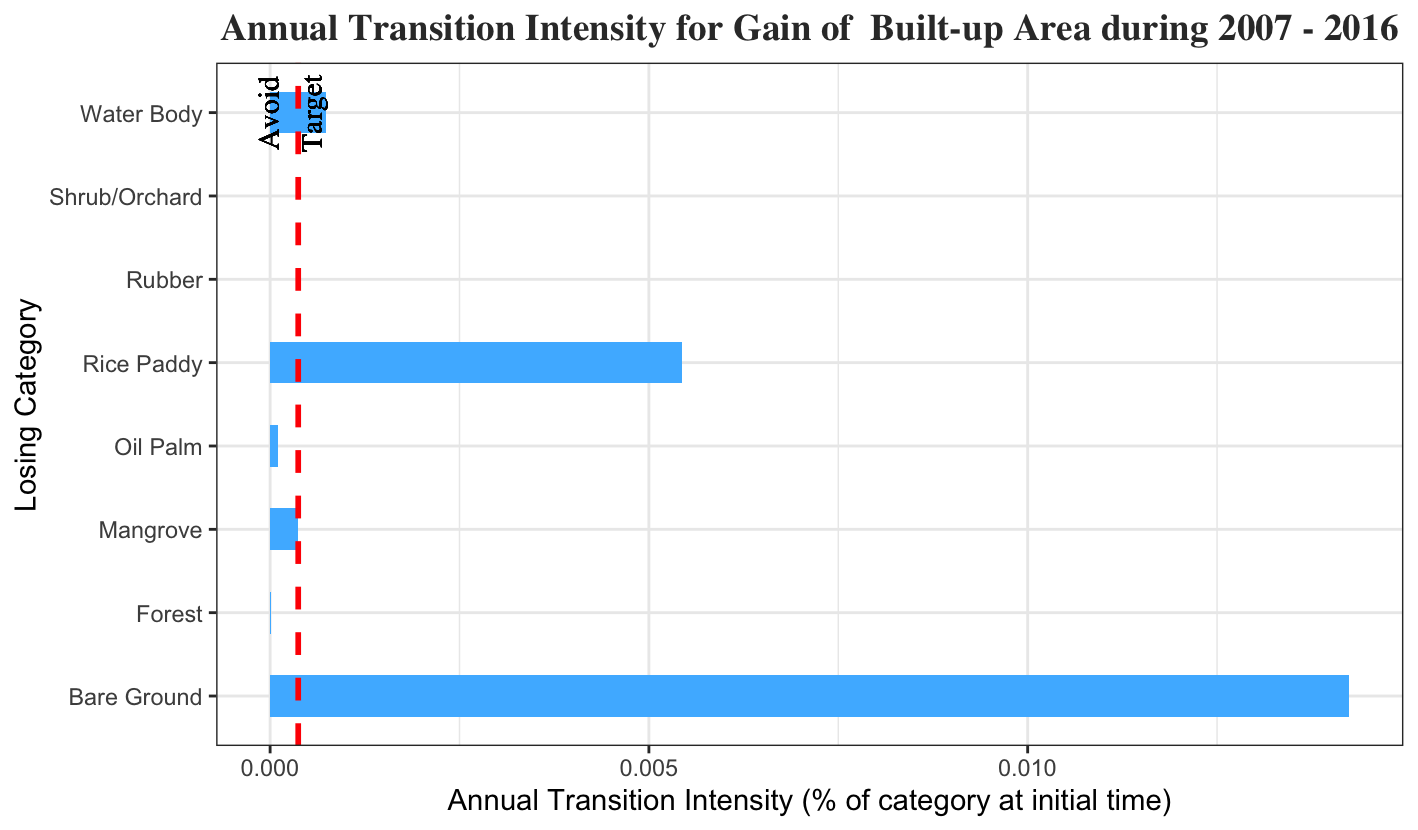 Annual Transition Intensity for Gain of  Built-up Area during 2007 - 2016
Avoid
Target
Water Body
Shrub/Orchard
Rubber
Rice Paddy
Oil Palm
Mangrove
Forest
Bare Ground
Losing Category
0.000
0.005
0.010
Annual Transition Intensity (% of category at initial time)